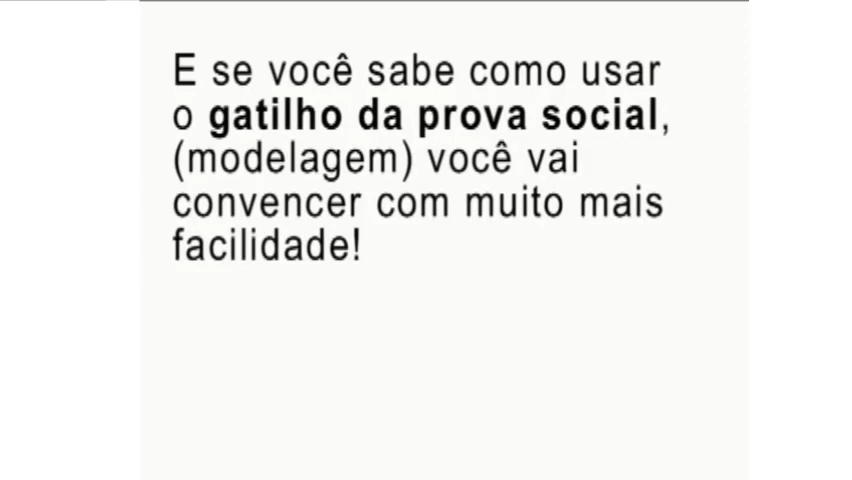 E se você sabe como usar
o gatilho da prova social,
(modelagem) você vai
convencer com muito mais
facilidade!